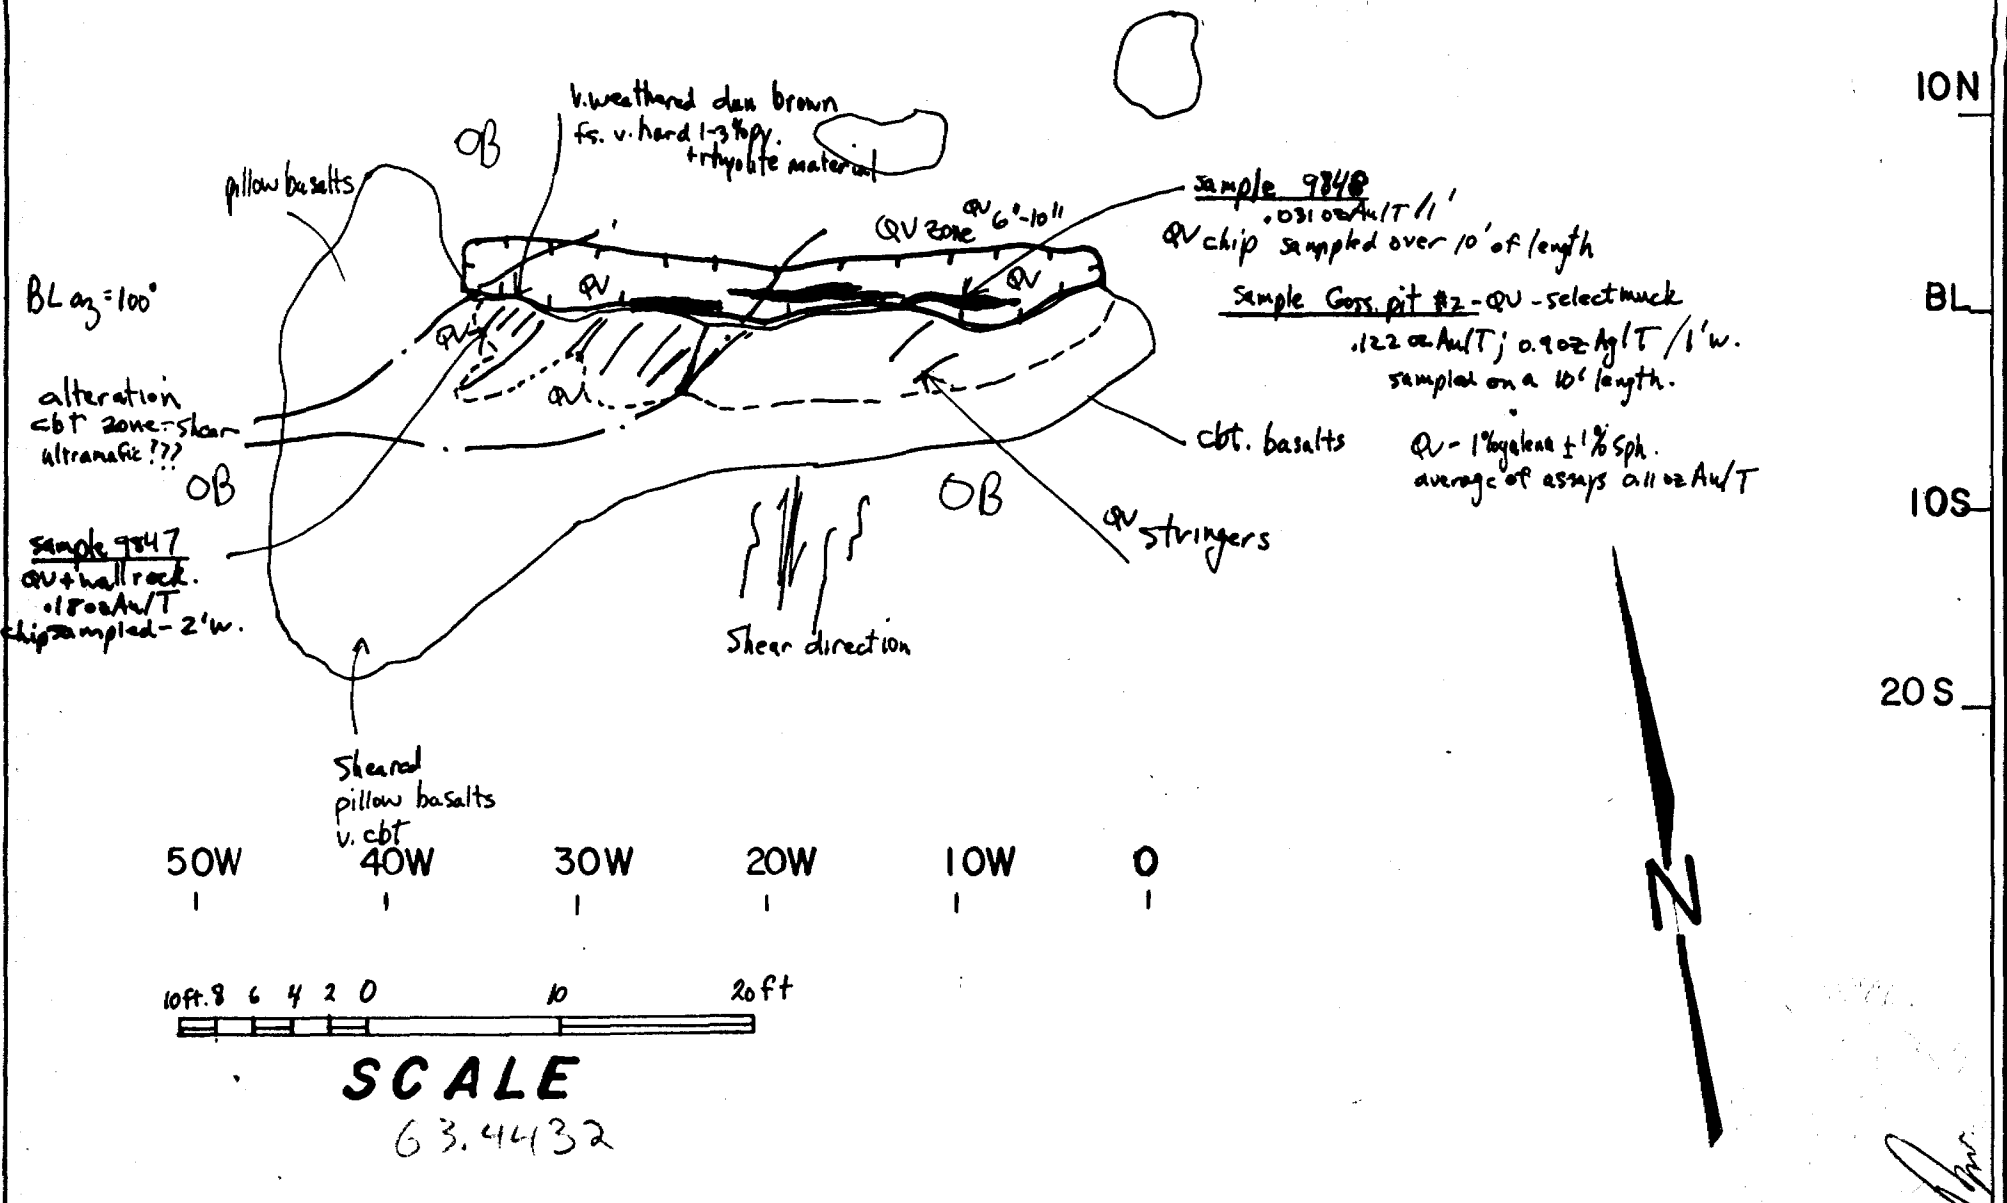 10N
v.weathered dun brown
fs. v. hard 1-3% py.
+rhyolite material
OB
pillow basalts
sample 9848
.031 oz Au/T/1'
QV chip sampled over 10' of length
QV zone QV 6"-10"
BL az=100°
QV
QV
BL
Sample Goss. pit #2-QV-select muck
.122 oz Au/T; 0.9oz Ag/T /1'w.
sampled on a 10' length.
QV
QV
alteration
cbt zone-shear
ultramafic???
cbt. basalts
QV - 1% galena ± 1% sph.
average of assays 0.11 oz Au/T
OB
OB
10S
QV stringers
sample 9847
QV+wall rock.
.18 oz Au/T
chip sampled - 2'w.
Shear direction
20S
Sheared
pillow basalts
v. cbt
50W 40W 30W 20W 10W 0
N
10ft. 8 6 4 2 0 10 20ft
SCALE
63.4432